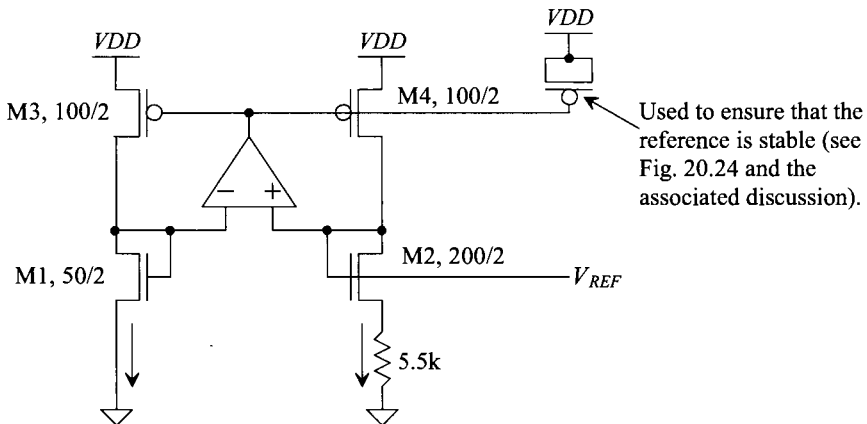 VDD
VDD
VDD
M3, 100/2
M4, 100/2
Used to ensure that the
reference is stable (see
Fig. 20.24 and the
associated discussion).
− +
M1, 50/2
M2, 200/2
VREF
5.5k